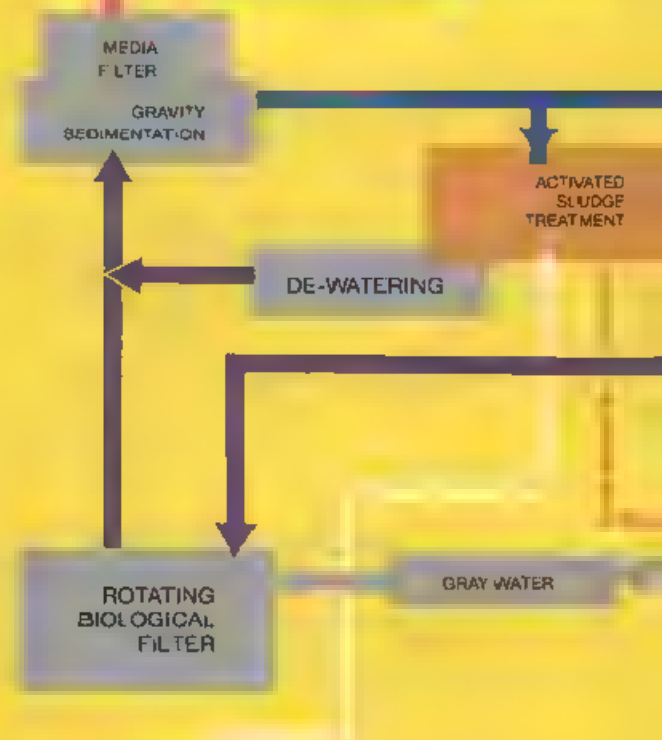 MEDIA
FILTER
GRAVITY
SEDIMENTATION
ACTIVATED
SLUDGE
TREATMENT
DE-WATERING
GRAY WATER
ROTATING
BIOLOGICAL
FILTER